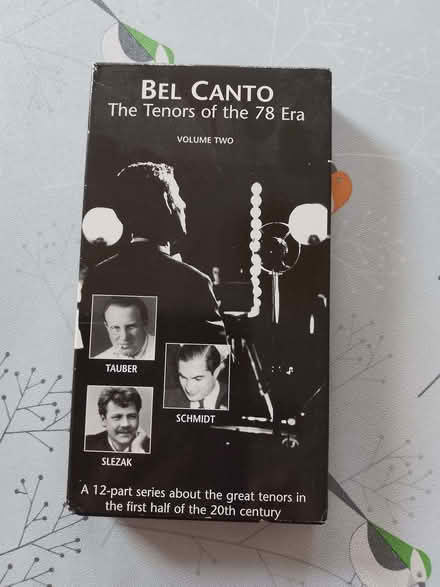 BEL CANTO
The Tenors of the 78 Era
VOLUME TWO
TAUBER
SCHMIDT
SLEZAK
A 12-part series about the great tenors in
the first half of the 20th century